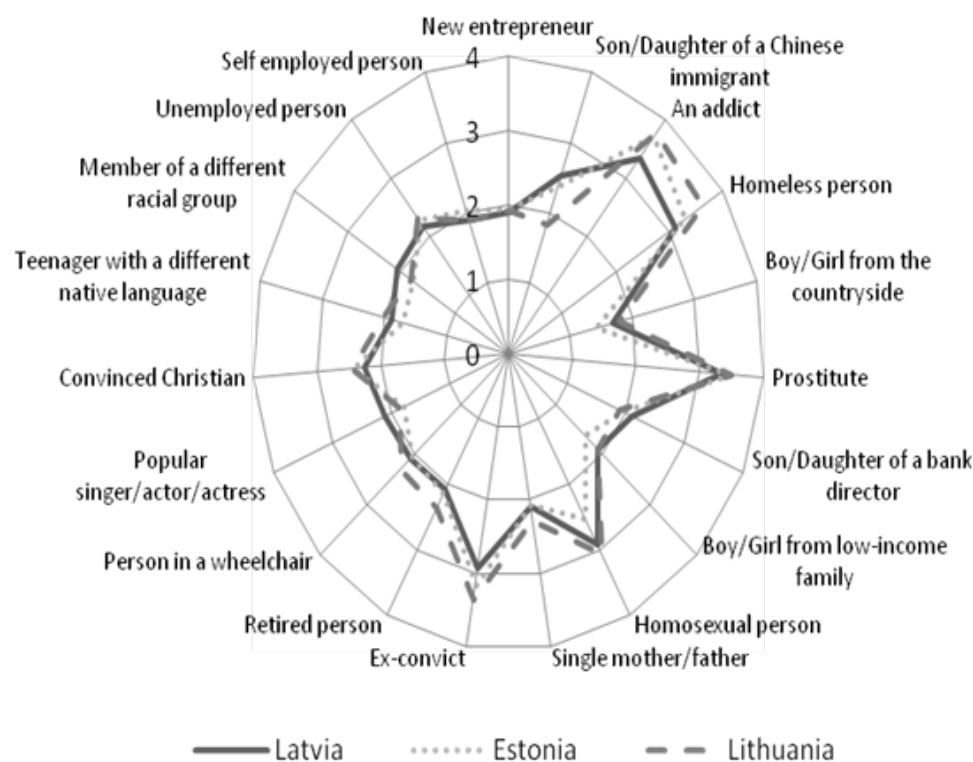 New entrepreneur
Son/Daughter of a Chinese
immigrant
An addict
Homeless person
Boy/Girl from the
countryside
Prostitute
Son/Daughter of a bank
director
Boy/Girl from low-income
family
Homosexual person
Single mother/father
Ex-convict
Retired person
Person in a wheelchair
Popular
singer/actor/actress
Convinced Christian
Teenager with a different
native language
Member of a different
racial group
Unemployed person
Self employed person
4
3
2
1
0
Latvia Estonia Lithuania